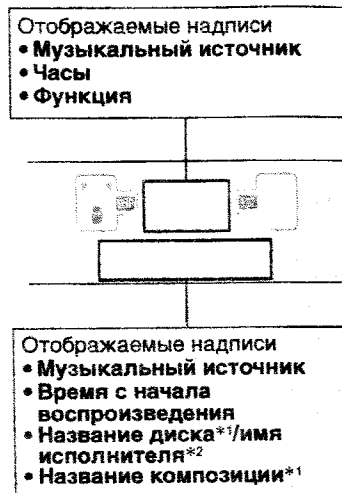 Отображаемые надписи
• Музыкальный источник
• Часы
• Функция
Отображаемые надписи
• Музыкальный источник
• Время с начала
воспроизведения
• Название диска*1/имя
исполнителя*2
• Название композиции*1